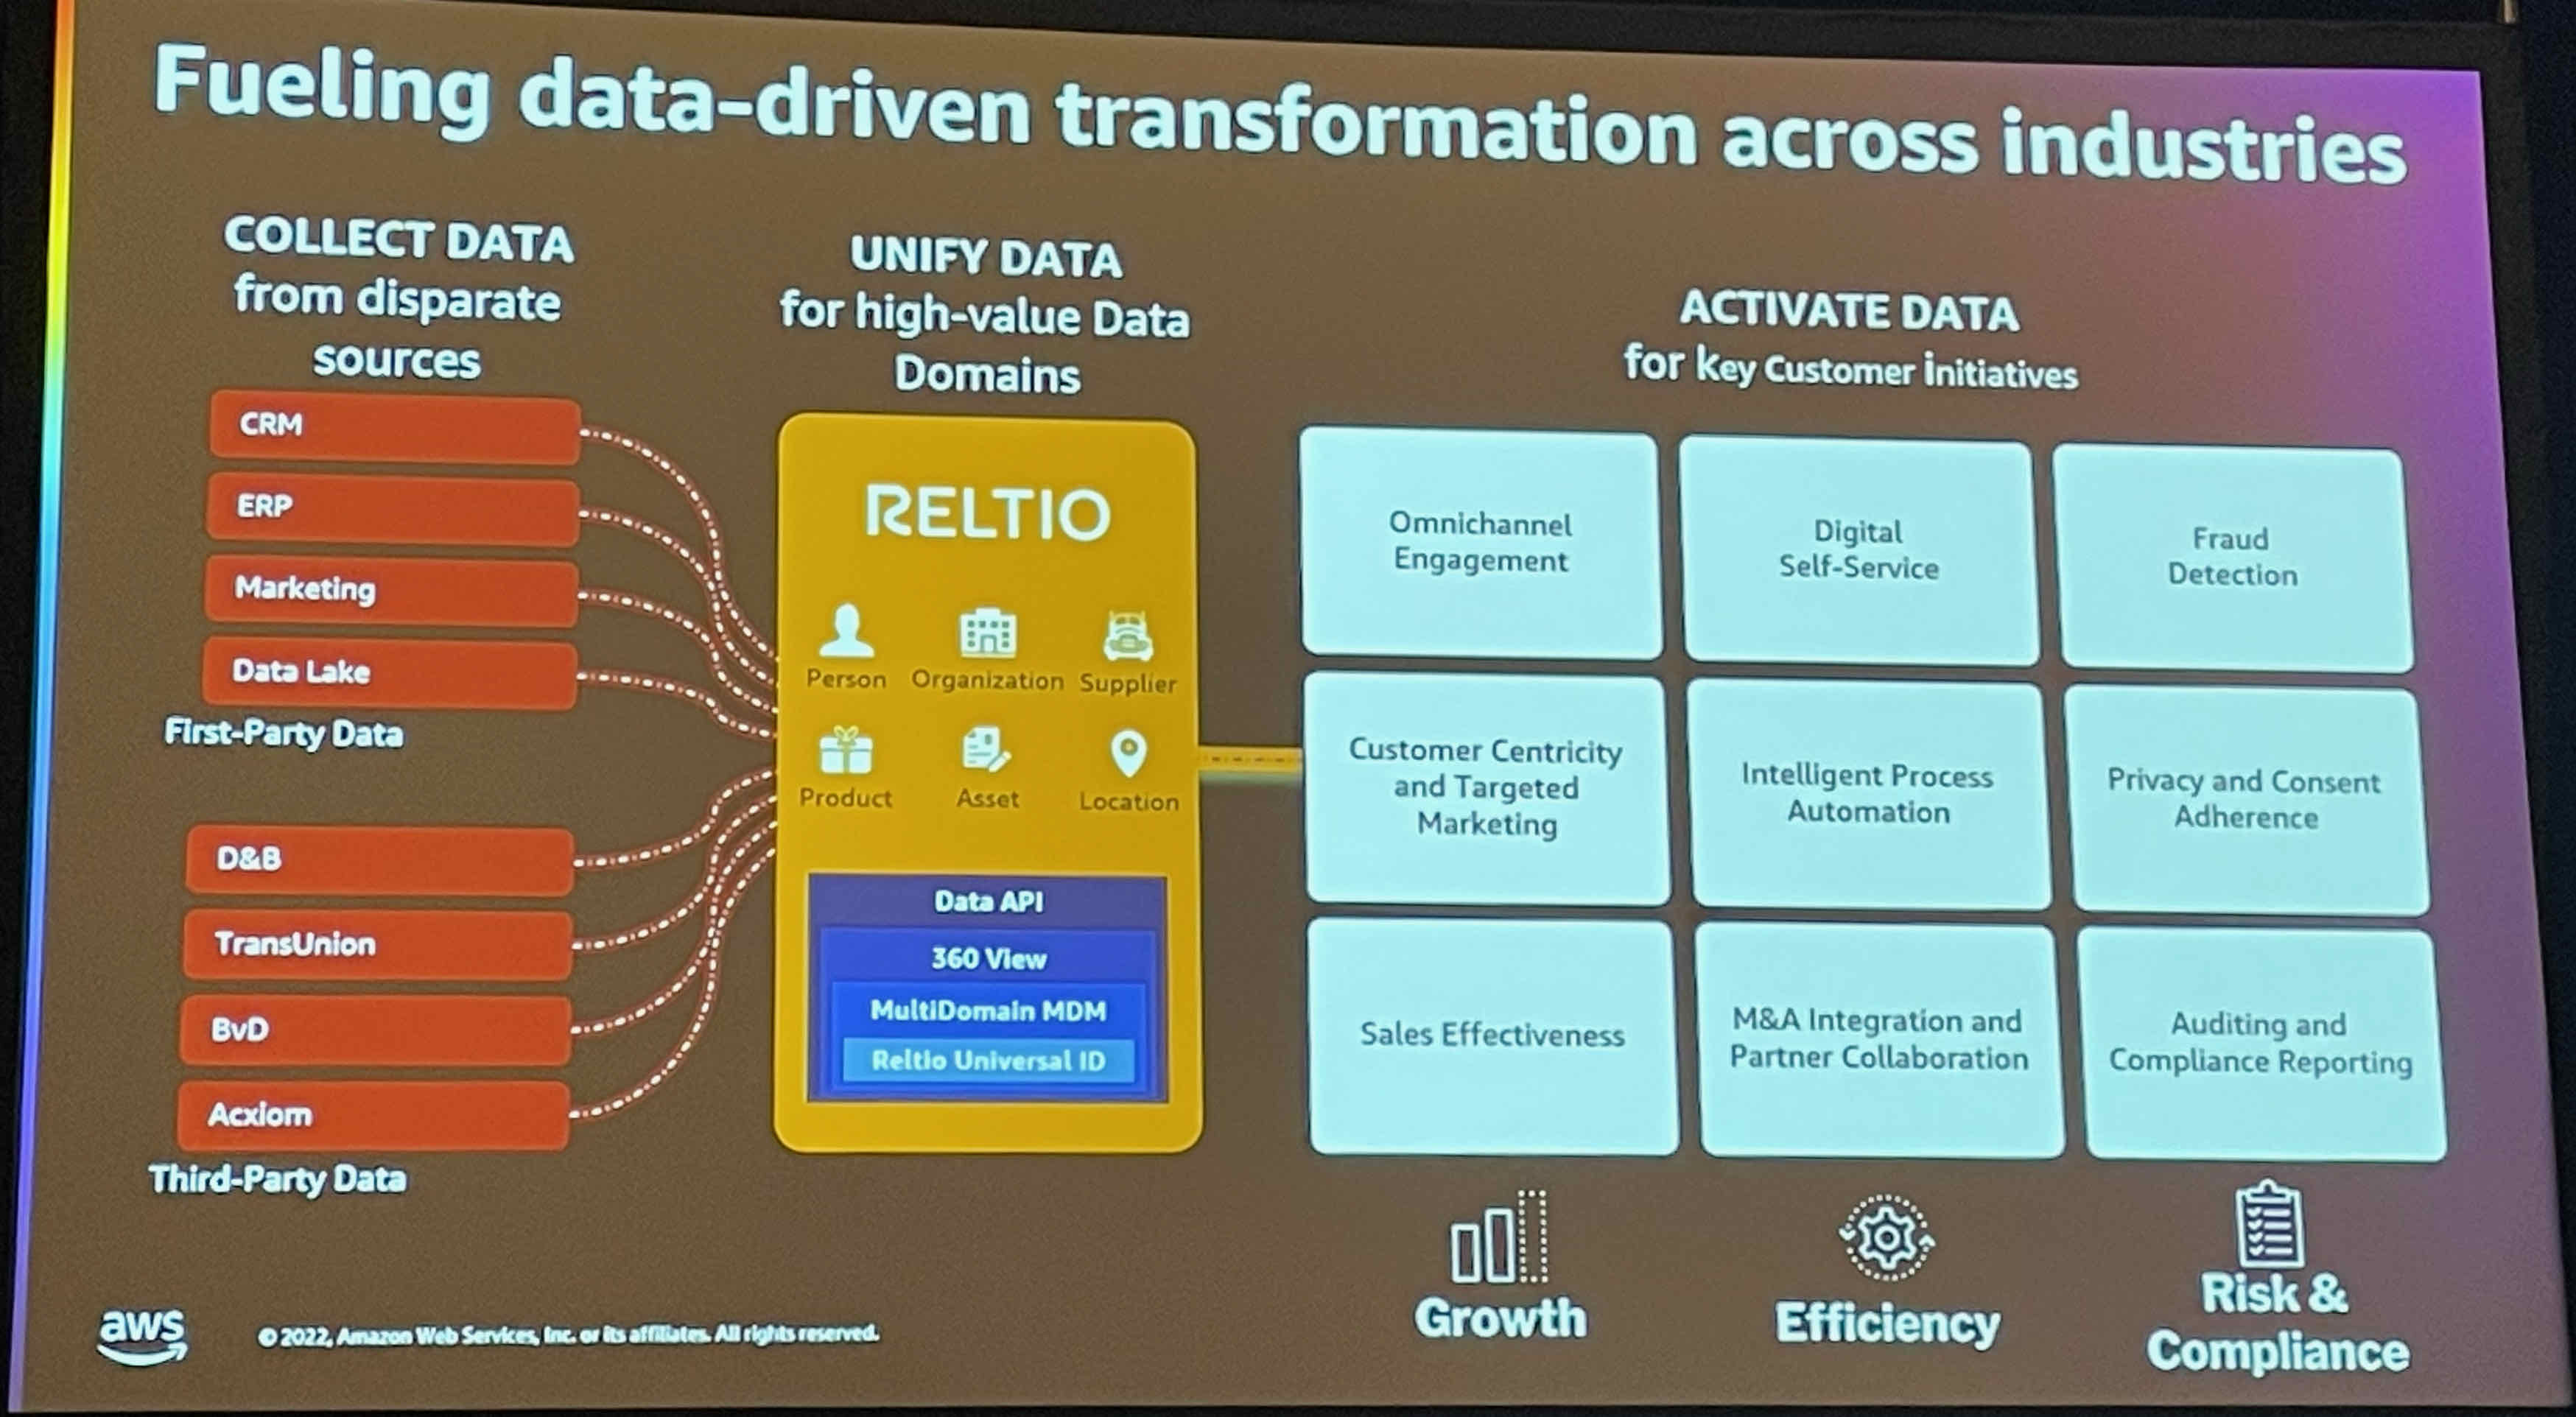 Fueling data-driven transformation across industries
COLLECT DATA
from disparate
sources
CRM
ERP
Marketing
Data Lake
First-Party Data
D&B
TransUnion
BvD
Acxiom
Third-Party Data
UNIFY DATA
for high-value Data
Domains
RELTIO
Person Organization Supplier
Product Asset Location
Data API
360 View
MultiDomain MDM
Reltio Universal ID
ACTIVATE DATA
for key Customer initiatives
Omnichannel
Engagement
Digital
Self-Service
Fraud
Detection
Customer Centricity
and Targeted
Marketing
Intelligent Process
Automation
Privacy and Consent
Adherence
Sales Effectiveness
M&A Integration and
Partner Collaboration
Auditing and
Compliance Reporting
Growth
Efficiency
Risk &
Compliance
aws
© 2022, Amazon Web Services, Inc. or its affiliates. All rights reserved.